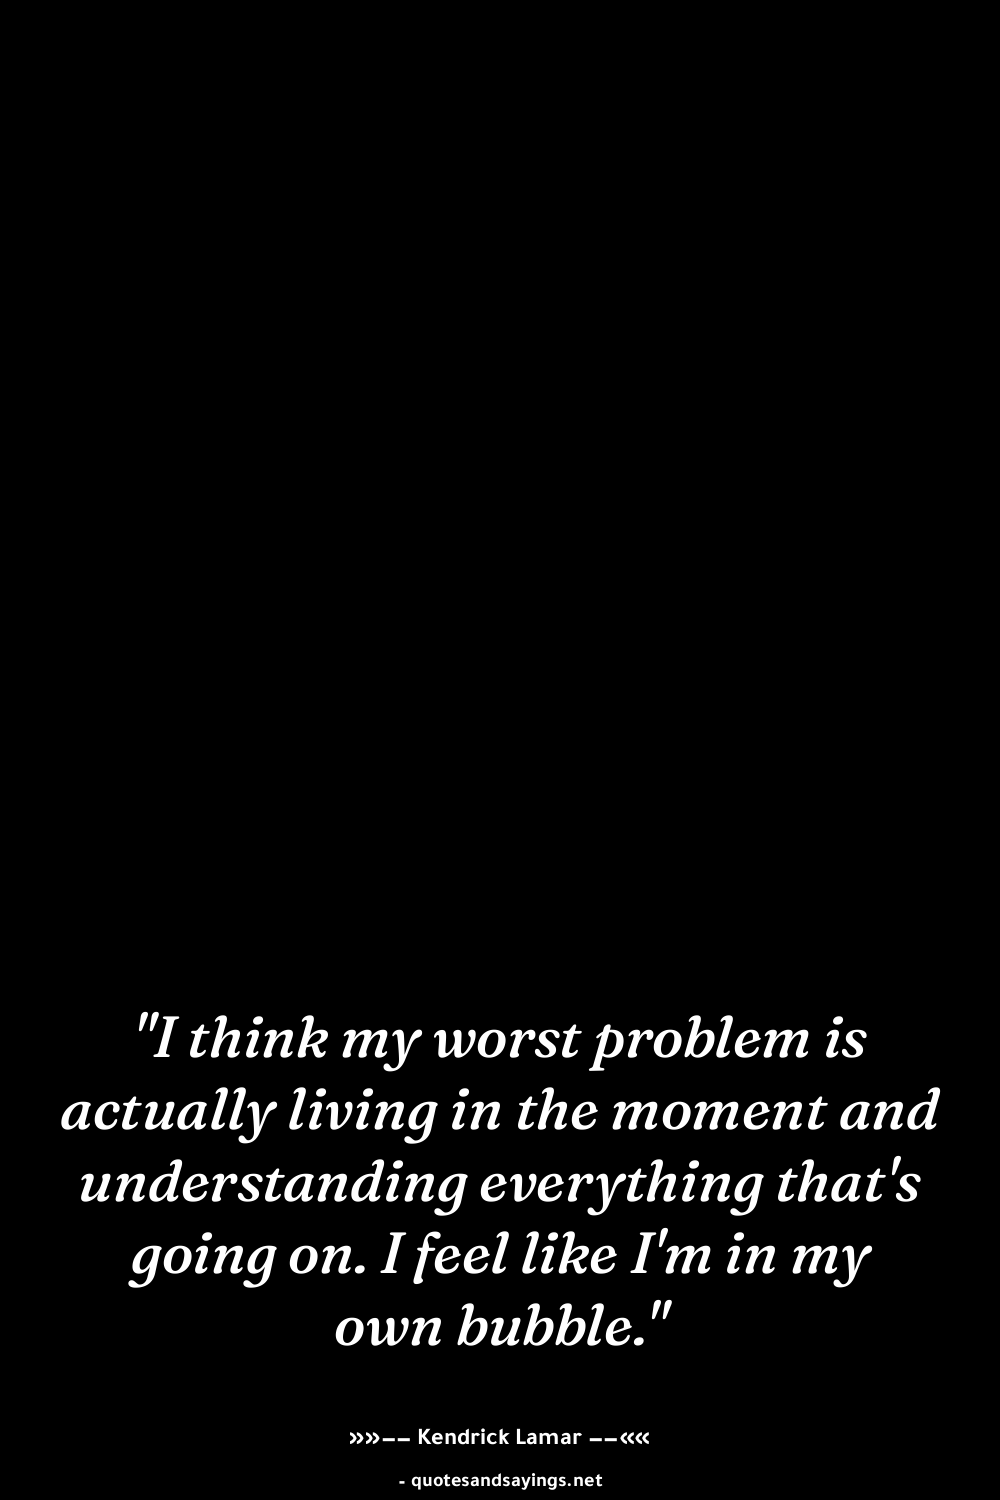 "I think my worst problem is
actually living in the moment and
understanding everything that's
going on. I feel like I'm in my
own bubble."
»»−− Kendrick Lamar −−««
- quotesandsayings.net